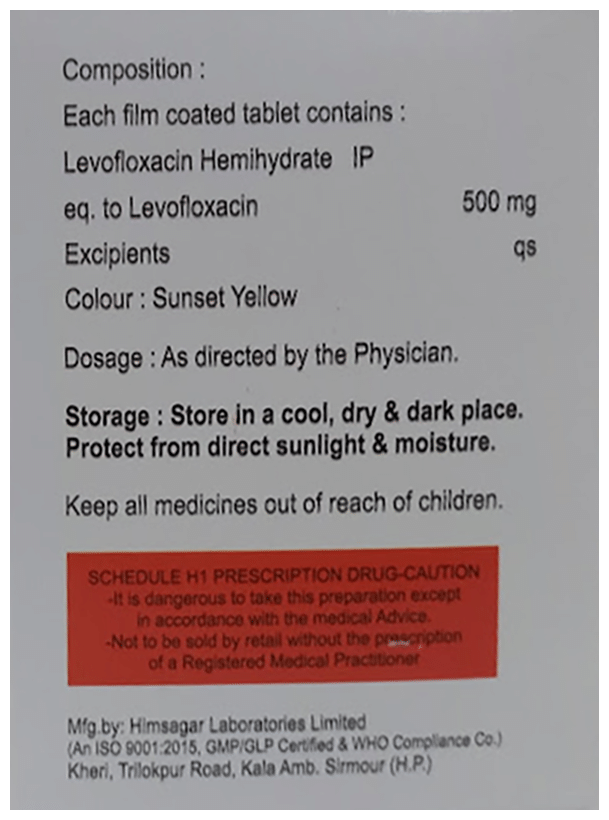 Composition :
Each film coated tablet contains :
Levofloxacin Hemihydrate IP
eq. to Levofloxacin 500 mg
Excipients qs
Colour : Sunset Yellow
Dosage : As directed by the Physician.
Storage : Store in a cool, dry & dark place.
Protect from direct sunlight & moisture.
Keep all medicines out of reach of children.
SCHEDULE H1 PRESCRIPTION DRUG-CAUTION
-It is dangerous to take this preparation except
in accordance with the medical Advice.
-Not to be sold by retail without the prescription
of a Registered Medical Practitioner
Mfg.by: Himsagar Laboratories Limited
(An ISO 9001:2015, GMP/GLP Certified & WHO Compliance Co.)
Kheri, Trilokpur Road, Kala Amb. Sirmour (H.P.)